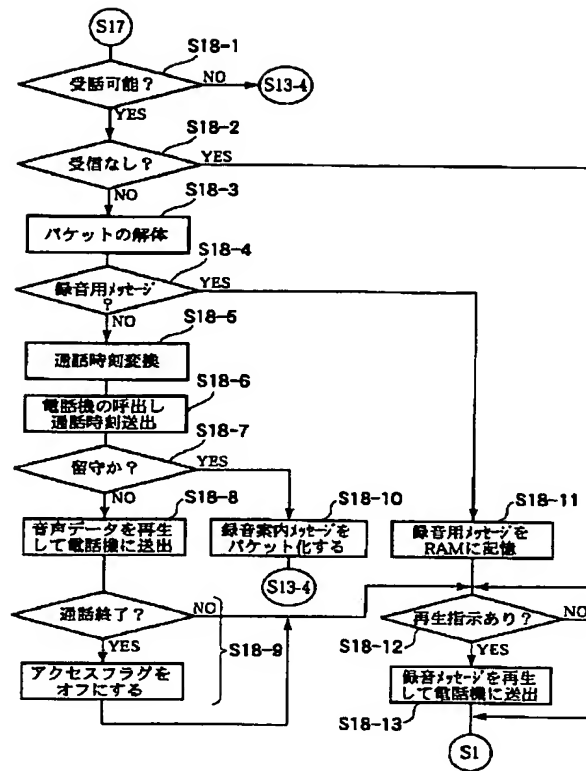 S17
S18-1
受話可能?
NO
S13-4
YES
S18-2
受信なし?
YES
NO
S18-3
パケットの解体
S18-4
録音用メッセージ
?
YES
NO
S18-5
通話時刻変換
S18-6
電話機の呼出し
通話時刻送出
S18-7
留守か?
YES
NO
S18-8
音声データを再生
して電話機に送出
S18-10
録音案内メッセージを
パケット化する
S13-4
S18-11
録音用メッセージを
RAMに記憶
通話終了?
NO
YES
S18-9
アクセスフラグを
オフにする
再生指示あり?
NO
S18-12
YES
録音メッセージを再生
して電話機に送出
S18-13
S1